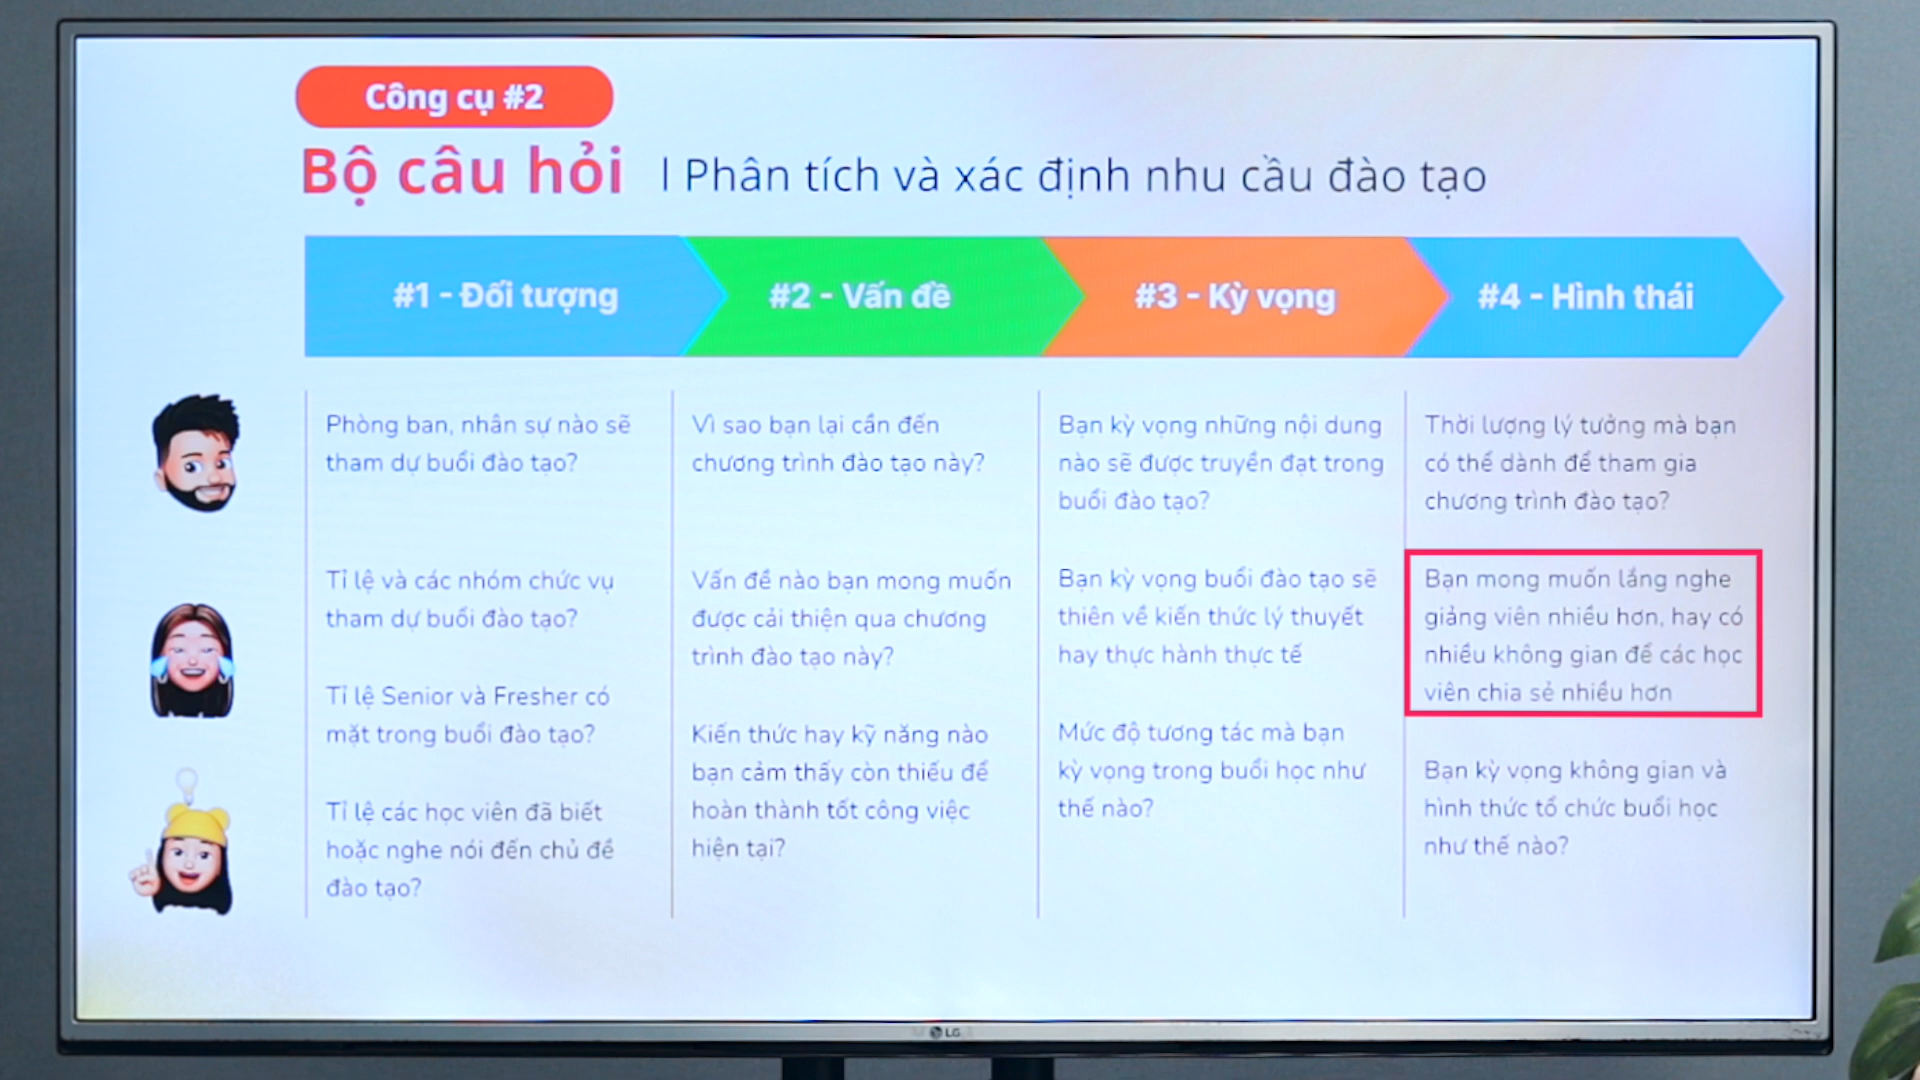 Công cụ #2
Bộ câu hỏi | Phân tích và xác định nhu cầu đào tạo
#1 - Đối tượng
#2 - Vấn đề
#3 - Kỳ vọng
#4 - Hình thái
Phòng ban, nhân sự nào sẽ
tham dự buổi đào tạo?
Tỉ lệ và các nhóm chức vụ
tham dự buổi đào tạo?
Tỉ lệ Senior và Fresher có
mặt trong buổi đào tạo?
Tỉ lệ các học viên đã biết
hoặc nghe nói đến chủ đề
đào tạo?
Vì sao bạn lại cần đến
chương trình đào tạo này?
Vấn đề nào bạn mong muốn
được cải thiện qua chương
trình đào tạo này?
Kiến thức hay kỹ năng nào
bạn cảm thấy còn thiếu để
hoàn thành tốt công việc
hiện tại?
Bạn kỳ vọng những nội dung
nào sẽ được truyền đạt trong
buổi đào tạo?
Bạn kỳ vọng buổi đào tạo sẽ
thiên về kiến thức lý thuyết
hay thực hành thực tế
Mức độ tương tác mà bạn
kỳ vọng trong buổi học như
thế nào?
Thời lượng lý tưởng mà bạn
có thể dành để tham gia
chương trình đào tạo?
Bạn mong muốn lắng nghe
giảng viên nhiều hơn, hay có
nhiều không gian để các học
viên chia sẻ nhiều hơn
Bạn kỳ vọng không gian và
hình thức tổ chức buổi học
như thế nào?
LG